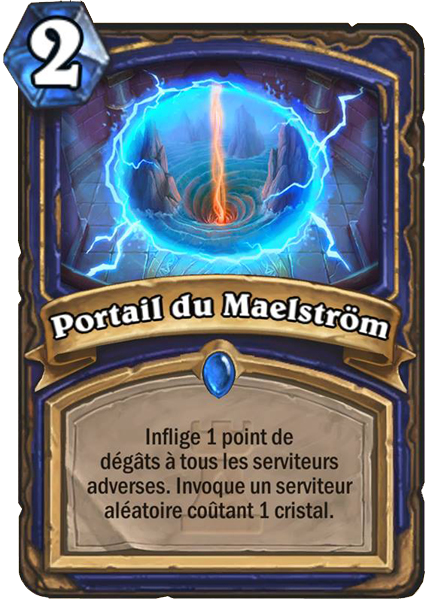 2
Portail du Maelström
Inflige 1 point de
dégâts à tous les serviteurs
adverses. Invoque un serviteur
aléatoire coûtant 1 cristal.